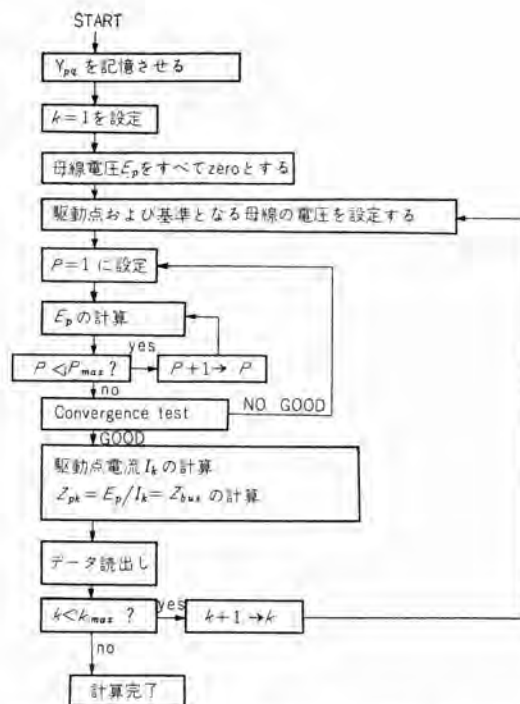 START
Y_pq を記憶させる
k=1を設定
母線電圧E_pをすべてzeroとする
駆動点および基準となる母線の電圧を設定する
P=1 に設定
E_p の計算
yes
P<P_max ?
P+1→P
no
Convergence test
NO GOOD
GOOD
駆動点電流 I_k の計算
Z_pk = E_p/I_k = Z_bus の計算
データ読出し
k<k_max ?
yes
k+1→k
no
計算完了